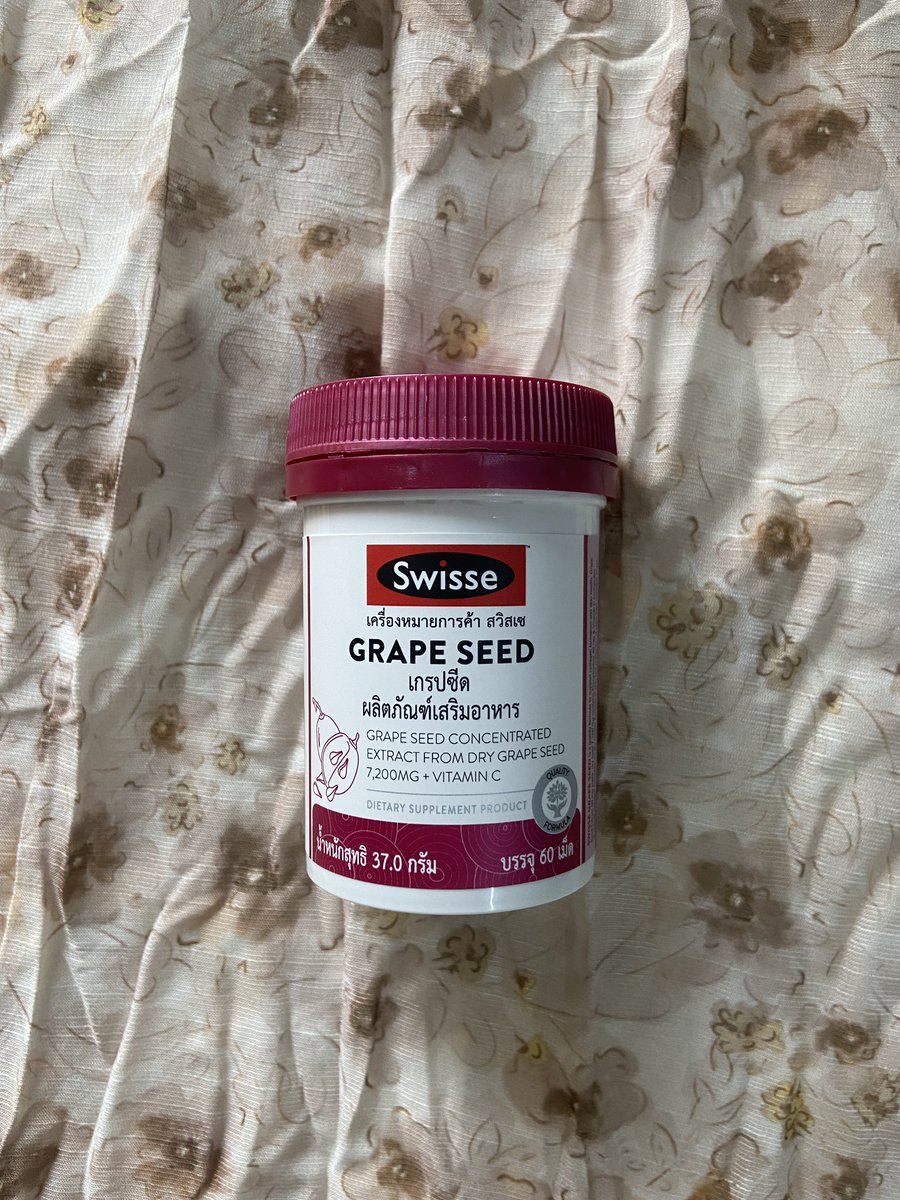 Swisse
เครื่องหมายการค้า สวิสเซ
GRAPE SEED
เกรปซีด
ผลิตภัณฑ์เสริมอาหาร
GRAPE SEED CONCENTRATED
EXTRACT FROM DRY GRAPE SEED
7,200MG + VITAMIN C
DIETARY SUPPLEMENT PRODUCT
QUALITY
FORMULA
น้ำหนักสุทธิ 37.0 กรัม
บรรจุ 60 เม็ด